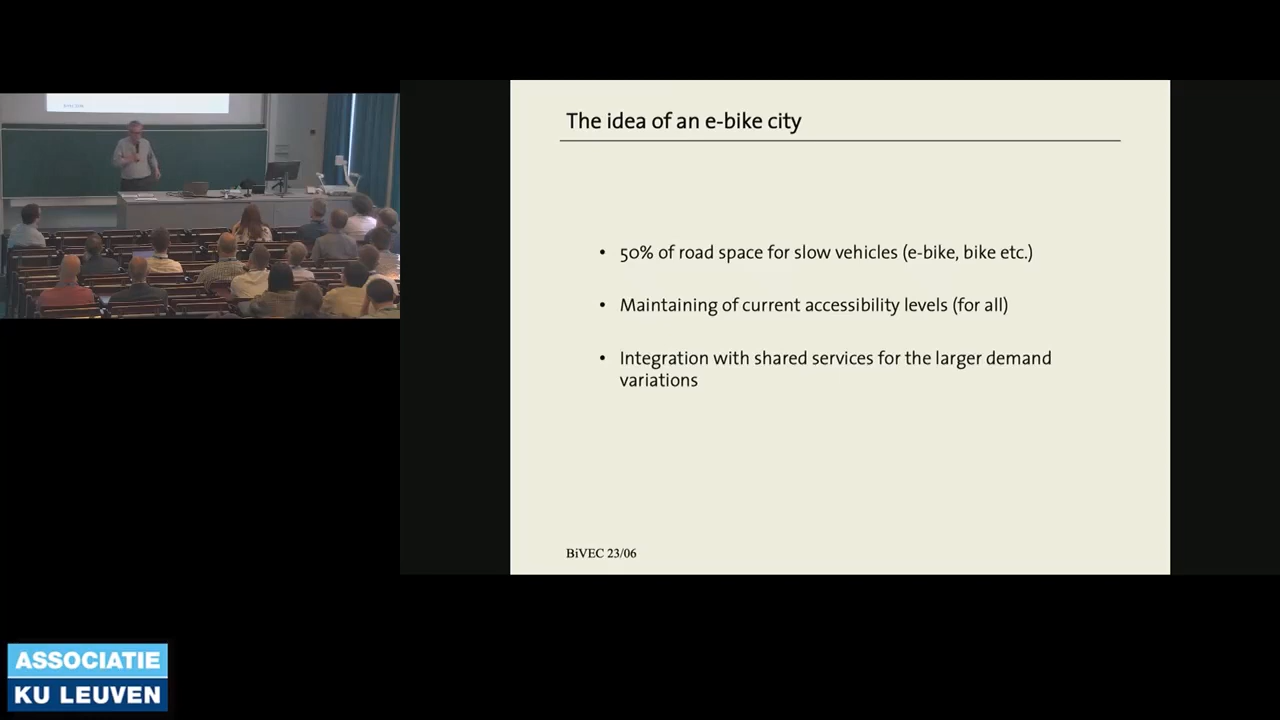 The idea of an e-bike city
• 50% of road space for slow vehicles (e-bike, bike etc.)
• Maintaining of current accessibility levels (for all)
• Integration with shared services for the larger demand
variations
BiVEC 23/06
ASSOCIATIE
KU LEUVEN